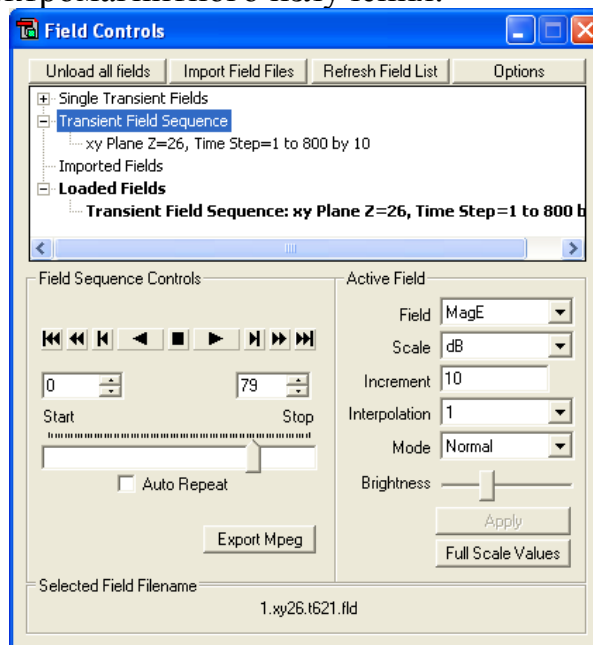 Field Controls
Unload all fields Import Field Files Refresh Field List Options
Single Transient Fields
Transient Field Sequence
xy Plane Z=26, Time Step=1 to 800 by 10
Imported Fields
Loaded Fields
Transient Field Sequence: xy Plane Z=26, Time Step=1 to 800 b
Field Sequence Controls
0 79
Start Stop
Auto Repeat
Export Mpeg
Active Field
Field MagE
Scale dB
Increment 10
Interpolation 1
Mode Normal
Brightness
Apply
Full Scale Values
Selected Field Filename
1.xy26.t621.fld